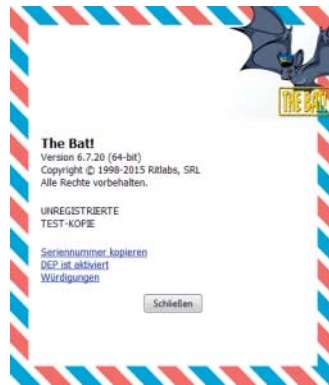 THE BAT!
The Bat!
Version 6.7.20 (64-bit)
Copyright © 1998-2015 Ritlabs, SRL
Alle Rechte vorbehalten.
UNREGISTRIERTE
TEST-KOPIE
Seriennummer kopieren
DEP ist aktiviert
Würdigungen
Schließen